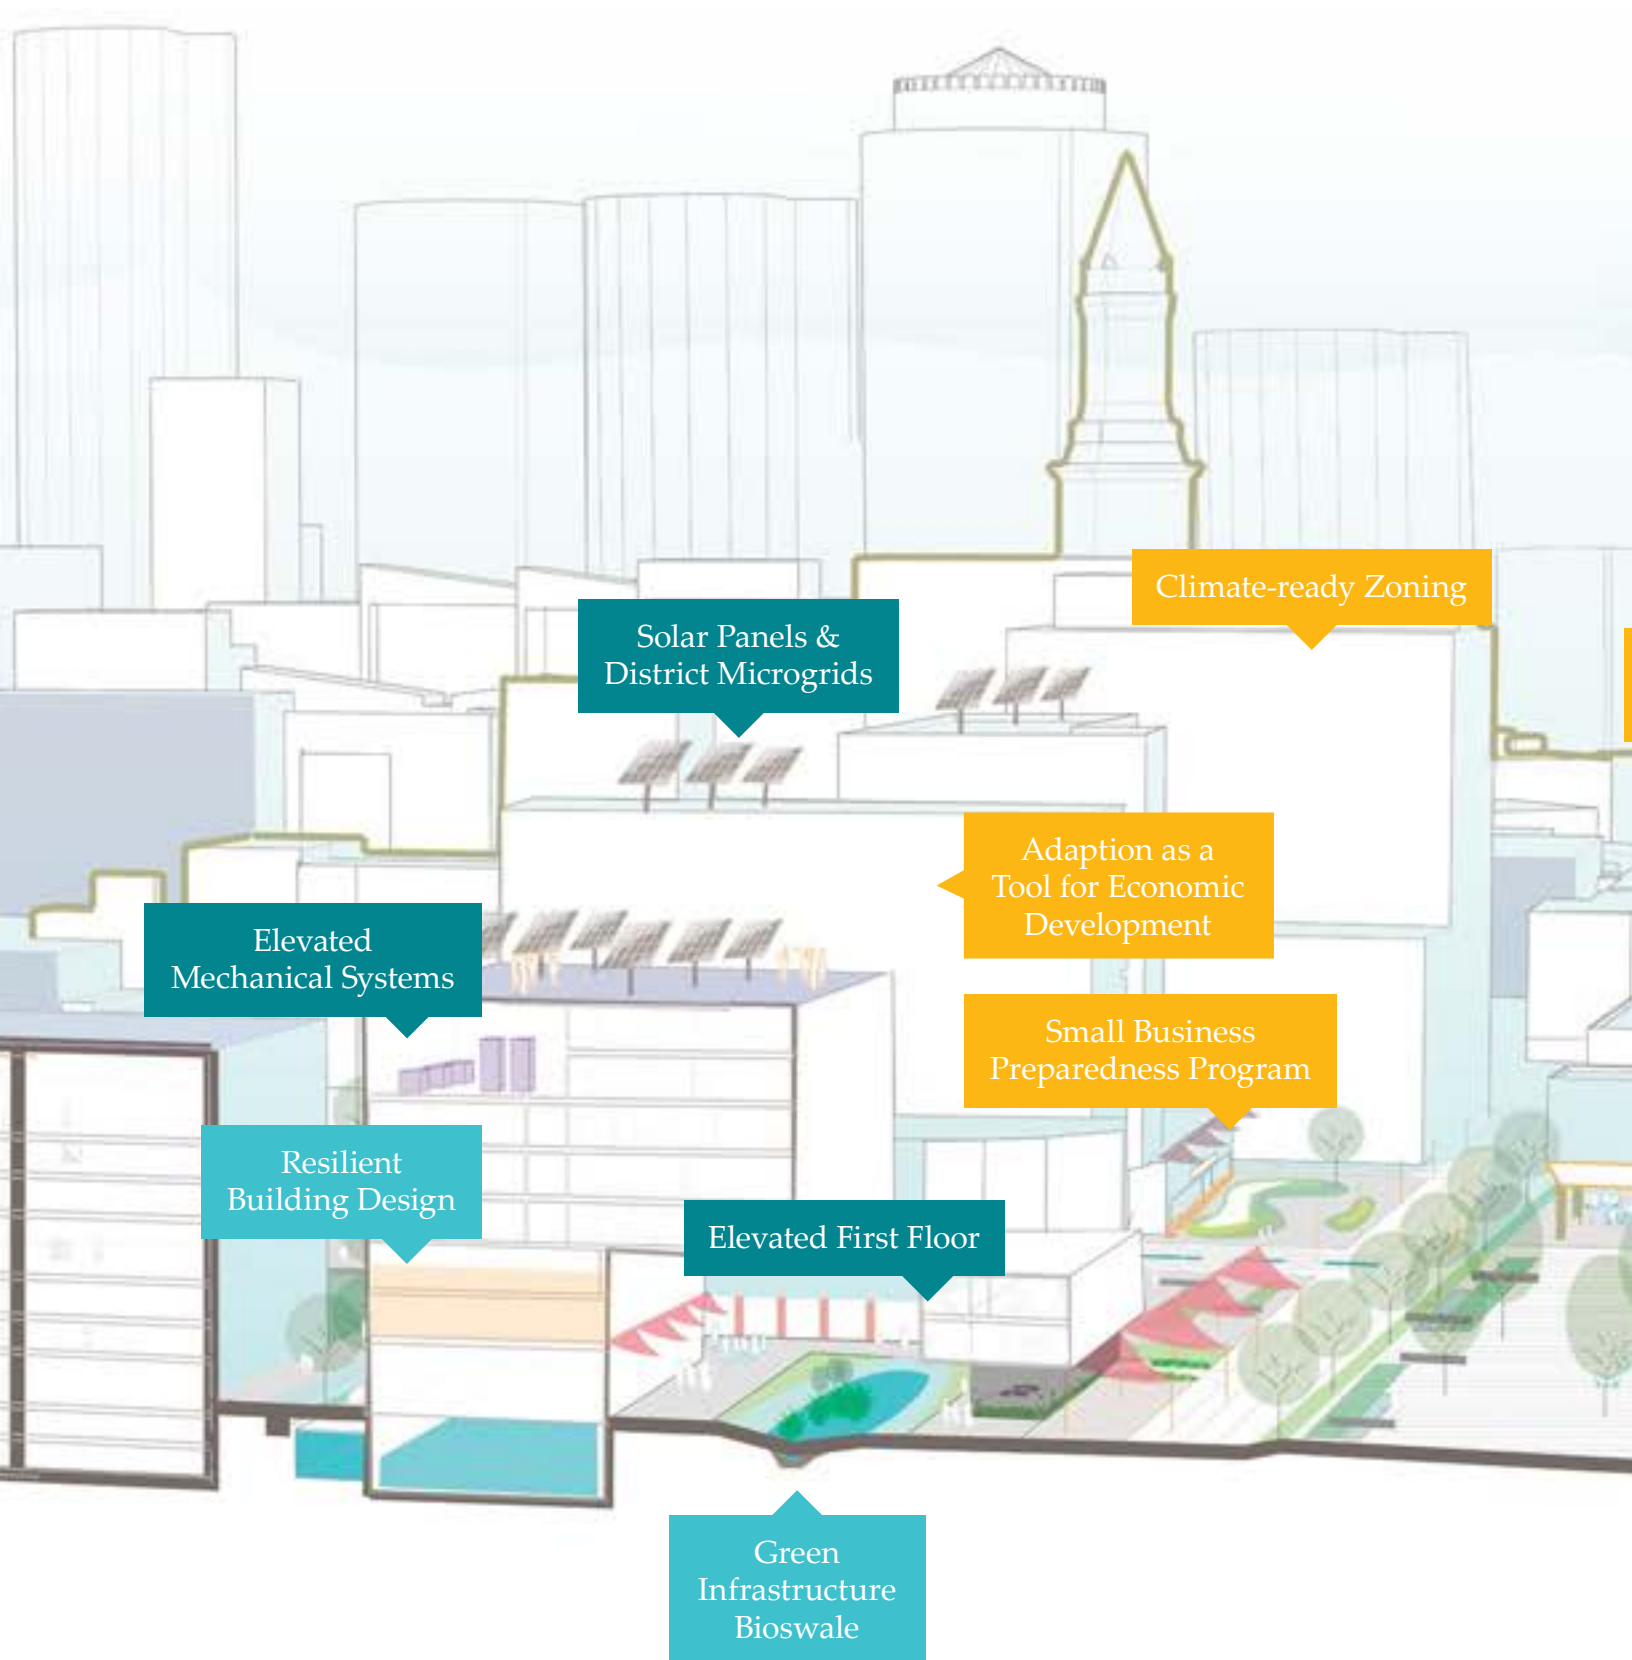 Climate-ready Zoning
Solar Panels &
District Microgrids
Adaption as a
Tool for Economic
Development
Elevated
Mechanical Systems
Small Business
Preparedness Program
Resilient
Building Design
Elevated First Floor
Green
Infrastructure
Bioswale